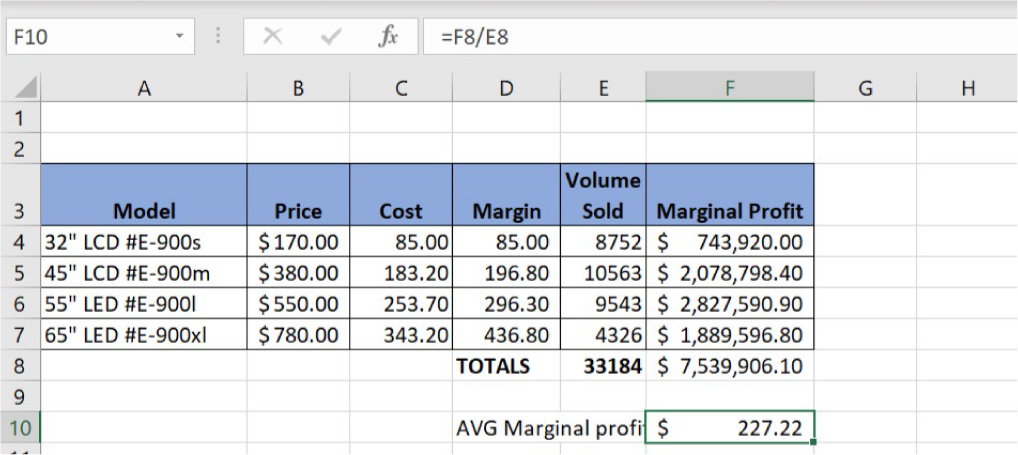 F10 fx =F8/E8
A B C D E F G H
1
2
Volume
3 Model Price Cost Margin Sold Marginal Profit
4 32" LCD #E-900s $170.00 85.00 85.00 8752 $ 743,920.00
5 45" LCD #E-900m $380.00 183.20 196.80 10563 $ 2,078,798.40
6 55" LED #E-900l $550.00 253.70 296.30 9543 $ 2,827,590.90
7 65" LED #E-900xl $780.00 343.20 436.80 4326 $ 1,889,596.80
8 TOTALS 33184 $ 7,539,906.10
9
10 AVG Marginal profi $ 227.22